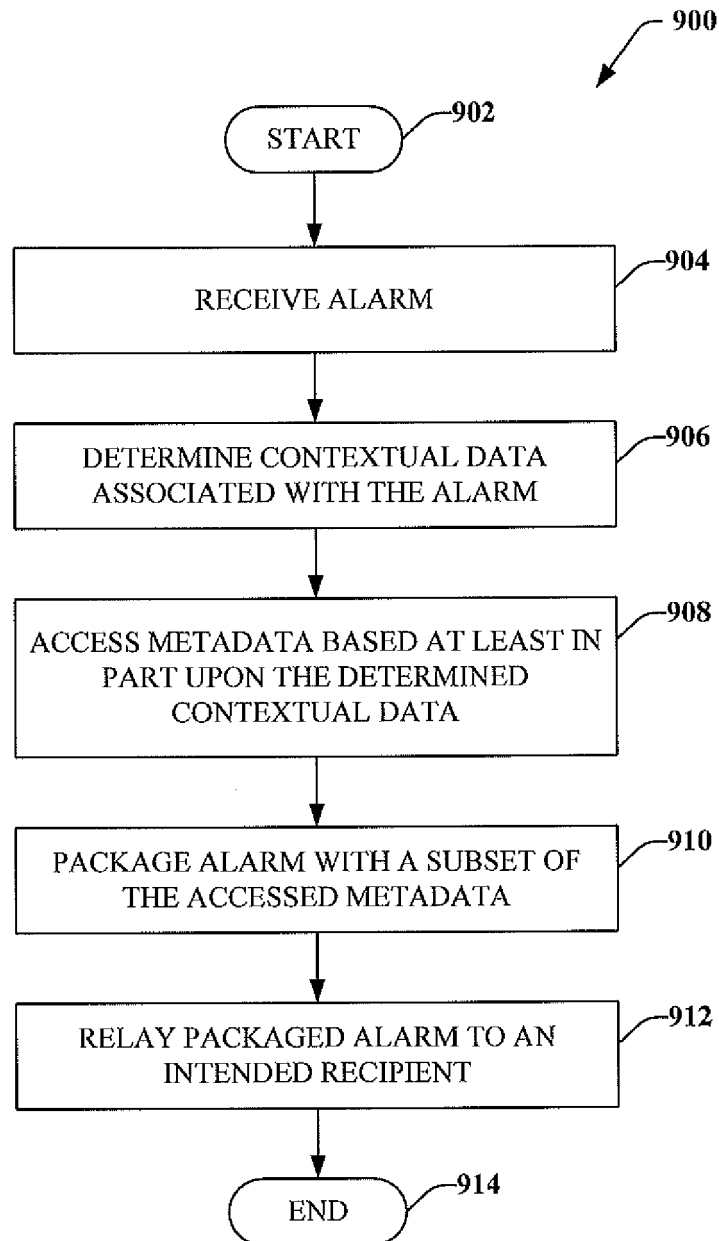 900
START
902
904
RECEIVE ALARM
906
DETERMINE CONTEXTUAL DATA
ASSOCIATED WITH THE ALARM
908
ACCESS METADATA BASED AT LEAST IN
PART UPON THE DETERMINED
CONTEXTUAL DATA
910
PACKAGE ALARM WITH A SUBSET OF
THE ACCESSED METADATA
912
RELAY PACKAGED ALARM TO AN
INTENDED RECIPIENT
914
END